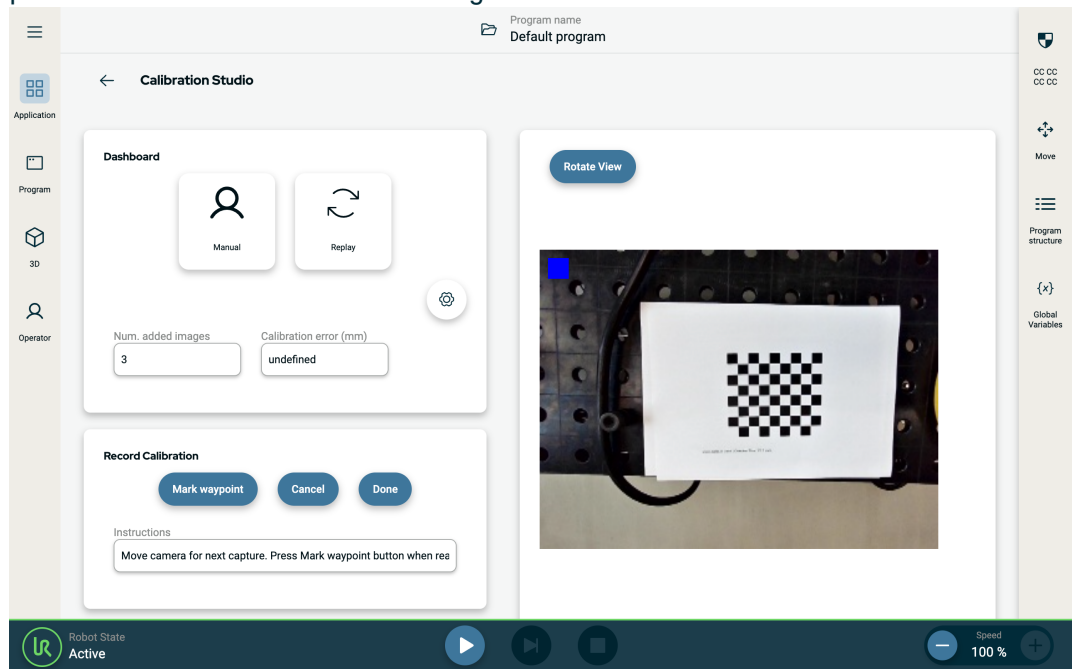 Program name
Default program
Calibration Studio
Application
Program
3D
Operator
Dashboard
Manual
Replay
Num. added images
3
Calibration error (mm)
undefined
Record Calibration
Mark waypoint
Cancel
Done
Instructions
Move camera for next capture. Press Mark waypoint button when rea
Rotate View
CC CC
CC CC
Move
Program
structure
{x}
Global
Variables
UR
Robot State
Active
Speed
100 %